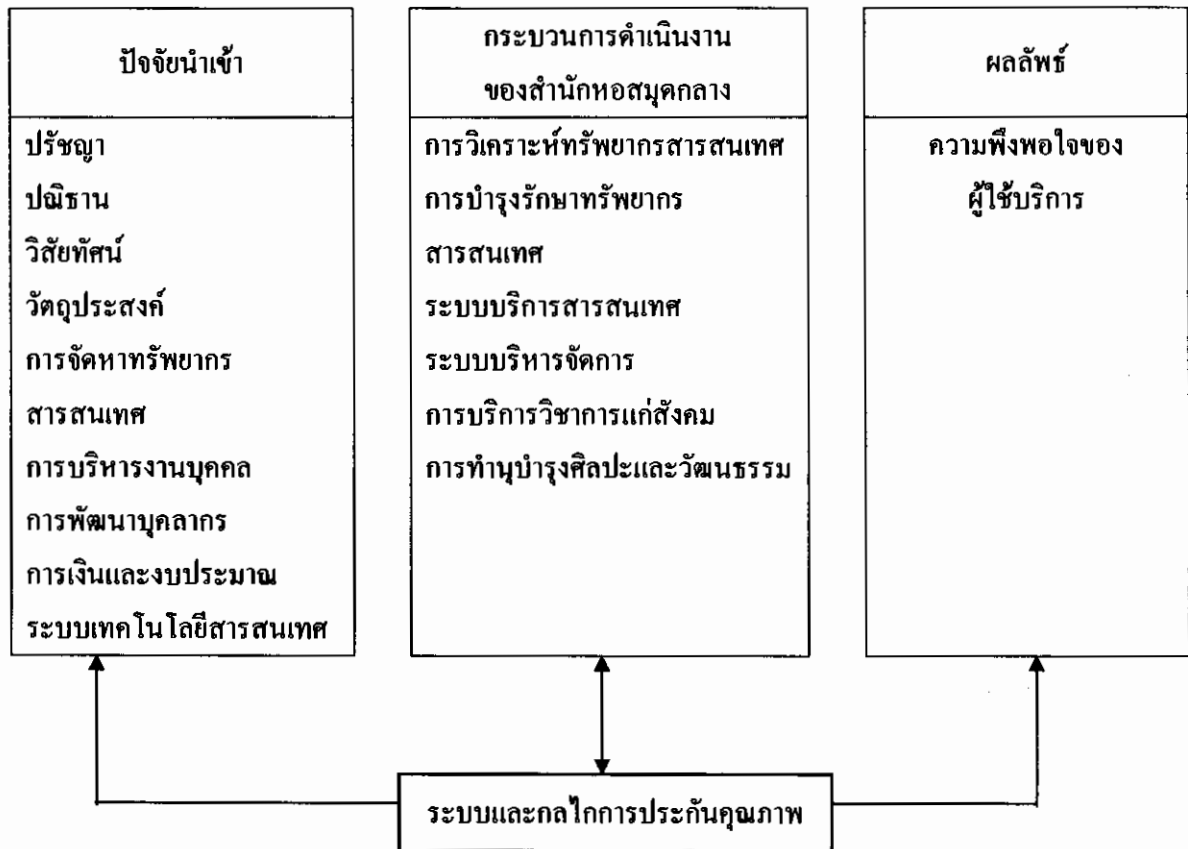 ปัจจัยนำเข้า
ปรัชญา
ปณิธาน
วิสัยทัศน์
วัตถุประสงค์
การจัดหาทรัพยากร
สารสนเทศ
การบริหารงานบุคคล
การพัฒนาบุคลากร
การเงินและงบประมาณ
ระบบเทคโนโลยีสารสนเทศ
กระบวนการดำเนินงาน
ของสำนักหอสมุดกลาง
การวิเคราะห์ทรัพยากรสารสนเทศ
การบำรุงรักษาทรัพยากร
สารสนเทศ
ระบบบริการสารสนเทศ
ระบบบริหารจัดการ
การบริการวิชาการแก่สังคม
การทำนุบำรุงศิลปะและวัฒนธรรม
ผลลัพธ์
ความพึงพอใจของ
ผู้ใช้บริการ
ระบบและกลไกการประกันคุณภาพ